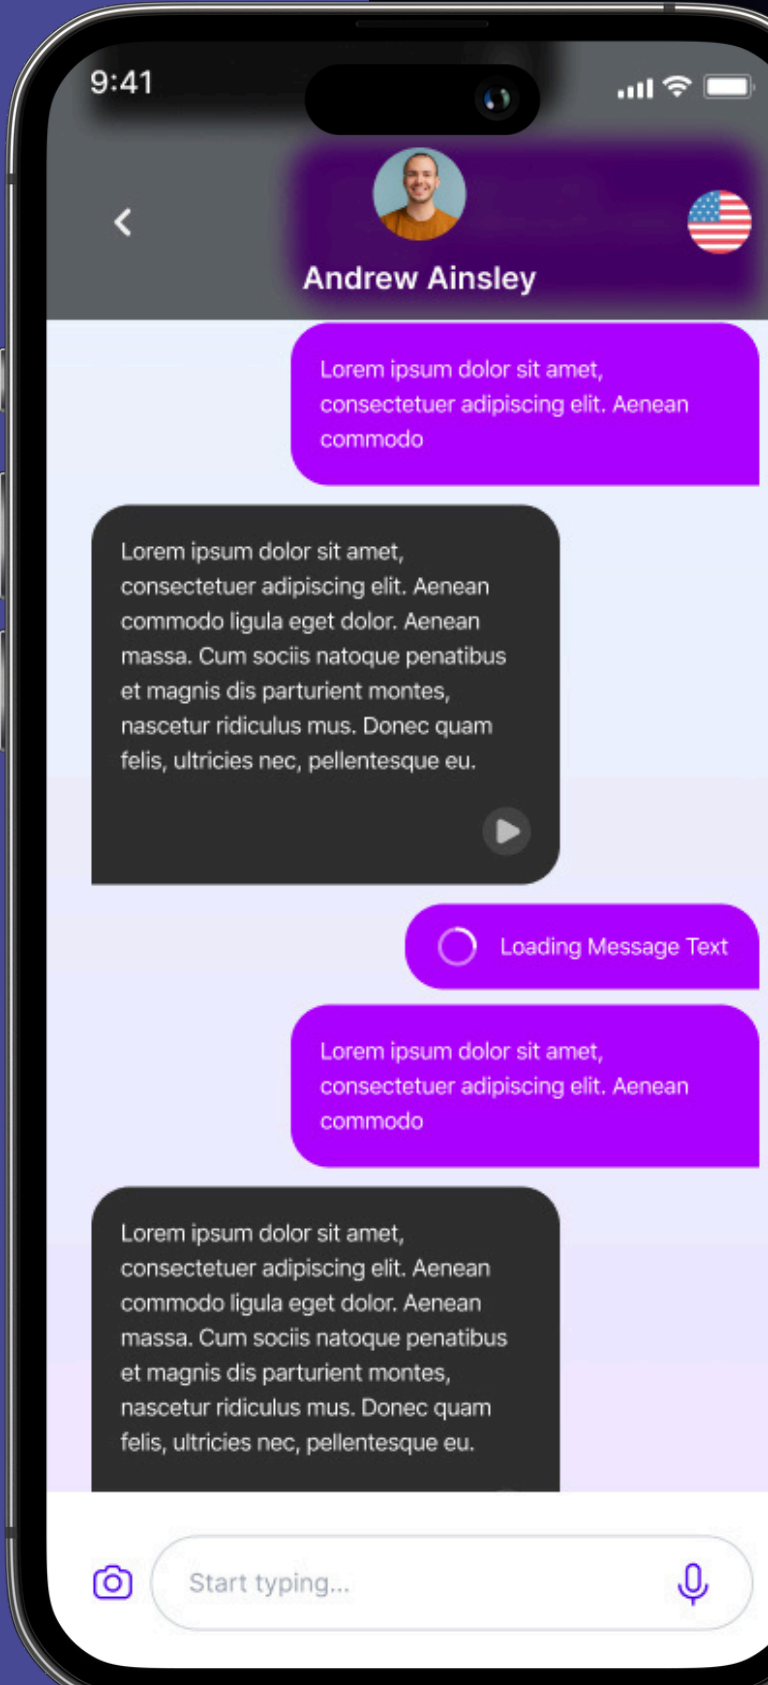 9:41
Andrew Ainsley
Lorem ipsum dolor sit amet,
consectetuer adipiscing elit. Aenean
commodo
Lorem ipsum dolor sit amet,
consectetuer adipiscing elit. Aenean
commodo ligula eget dolor. Aenean
massa. Cum sociis natoque penatibus
et magnis dis parturient montes,
nascetur ridiculus mus. Donec quam
felis, ultricies nec, pellentesque eu.
Loading Message Text
Lorem ipsum dolor sit amet,
consectetuer adipiscing elit. Aenean
commodo
Lorem ipsum dolor sit amet,
consectetuer adipiscing elit. Aenean
commodo ligula eget dolor. Aenean
massa. Cum sociis natoque penatibus
et magnis dis parturient montes,
nascetur ridiculus mus. Donec quam
felis, ultricies nec, pellentesque eu.
Start typing...